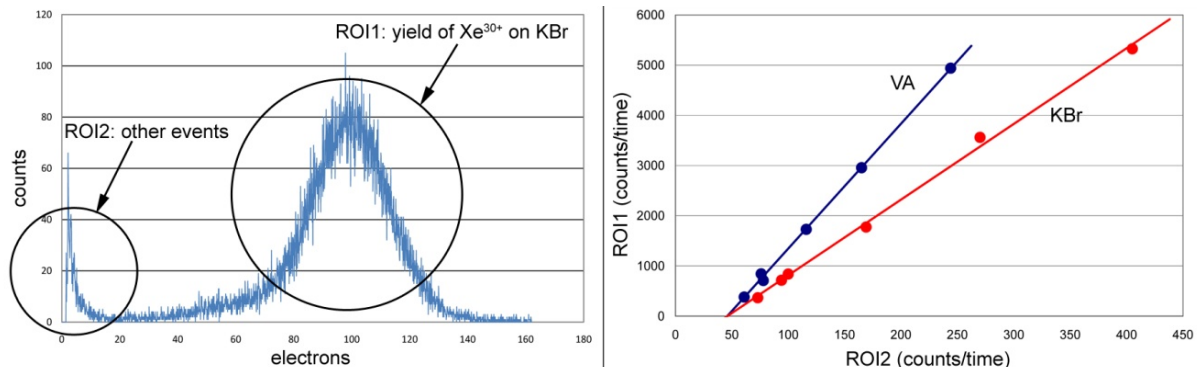 120
100
80
60
40
20
0
counts
ROI1: yield of Xe³⁰⁺ on KBr
ROI2: other events
0 20 40 60 80 100 120 140 160 180
electrons
6000
5000
4000
3000
2000
1000
0
ROI1 (counts/time)
VA
KBr
0 50 100 150 200 250 300 350 400 450
ROI2 (counts/time)